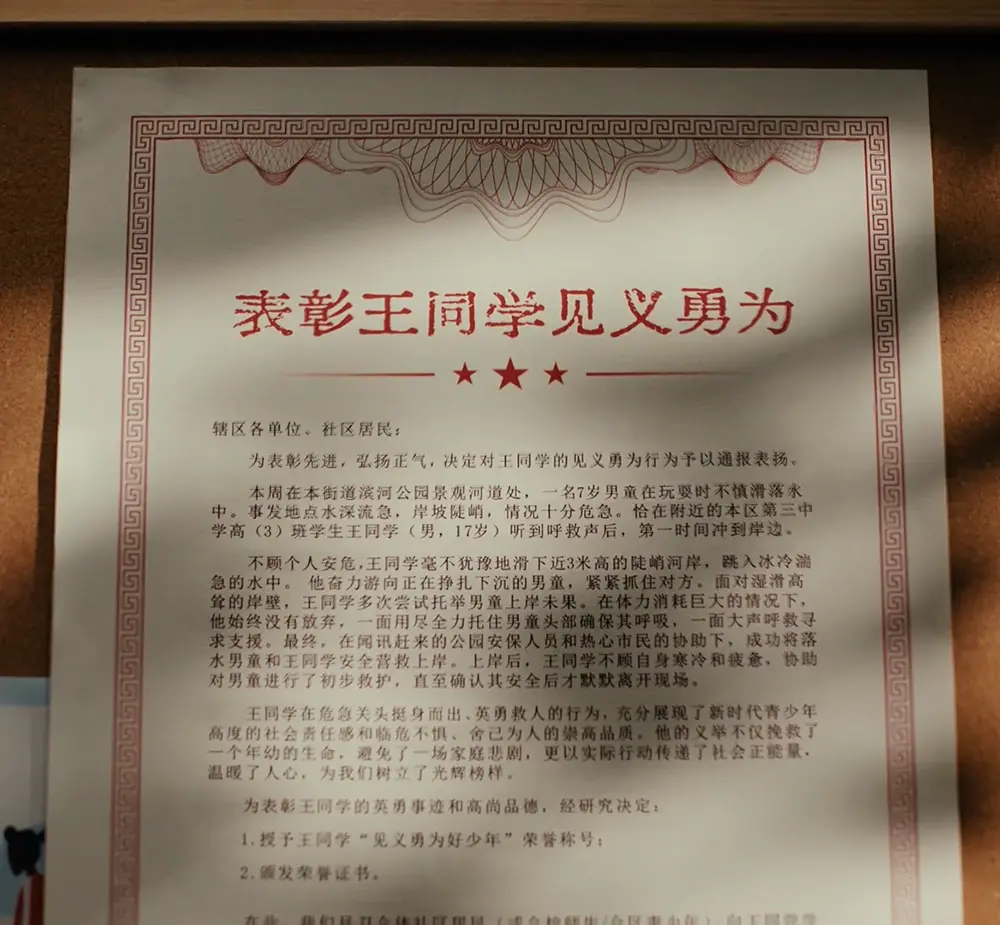 表彰王同学见义勇为
辖区各单位、社区居民：
为表彰先进，弘扬正气，决定对王同学的见义勇为行为予以通报表扬。
本周在本街道滨河公园景观河道处，一名7岁男童在玩耍时不慎滑落水
中。事发地点水深流急，岸坡陡峭，情况十分危急。恰在附近的本区第三中
学高（3）班学生王同学（男，17岁）听到呼救声后，第一时间冲到岸边。
不顾个人安危，王同学毫不犹豫地滑下近3米高的陡峭河岸，跳入冰冷湍
急的水中。 他奋力游向正在挣扎下沉的男童，紧紧抓住对方。面对湿滑高
耸的岸壁，王同学多次尝试托举男童上岸未果。在体力消耗巨大的情况下，
他始终没有放弃，一面用尽全力托住男童头部确保其呼吸，一面大声呼救寻
求支援。最终，在闻讯赶来的公园安保人员和热心市民的协助下，成功将落
水男童和王同学安全营救上岸。上岸后，王同学不顾自身寒冷和疲惫，协助
对男童进行了初步救护，直至确认其安全后才默默离开现场。
王同学在危急关头挺身而出、英勇救人的行为，充分展现了新时代青少年
高度的社会责任感和临危不惧、舍己为人的崇高品质。他的义举不仅挽救了
一个年幼的生命，避免了一场家庭悲剧，更以实际行动传递了社会正能量，
温暖了人心，为我们树立了光辉榜样。
为表彰王同学的英勇事迹和高尚品德，经研究决定：
1.授予王同学“见义勇为好少年”荣誉称号；
2.颁发荣誉证书。